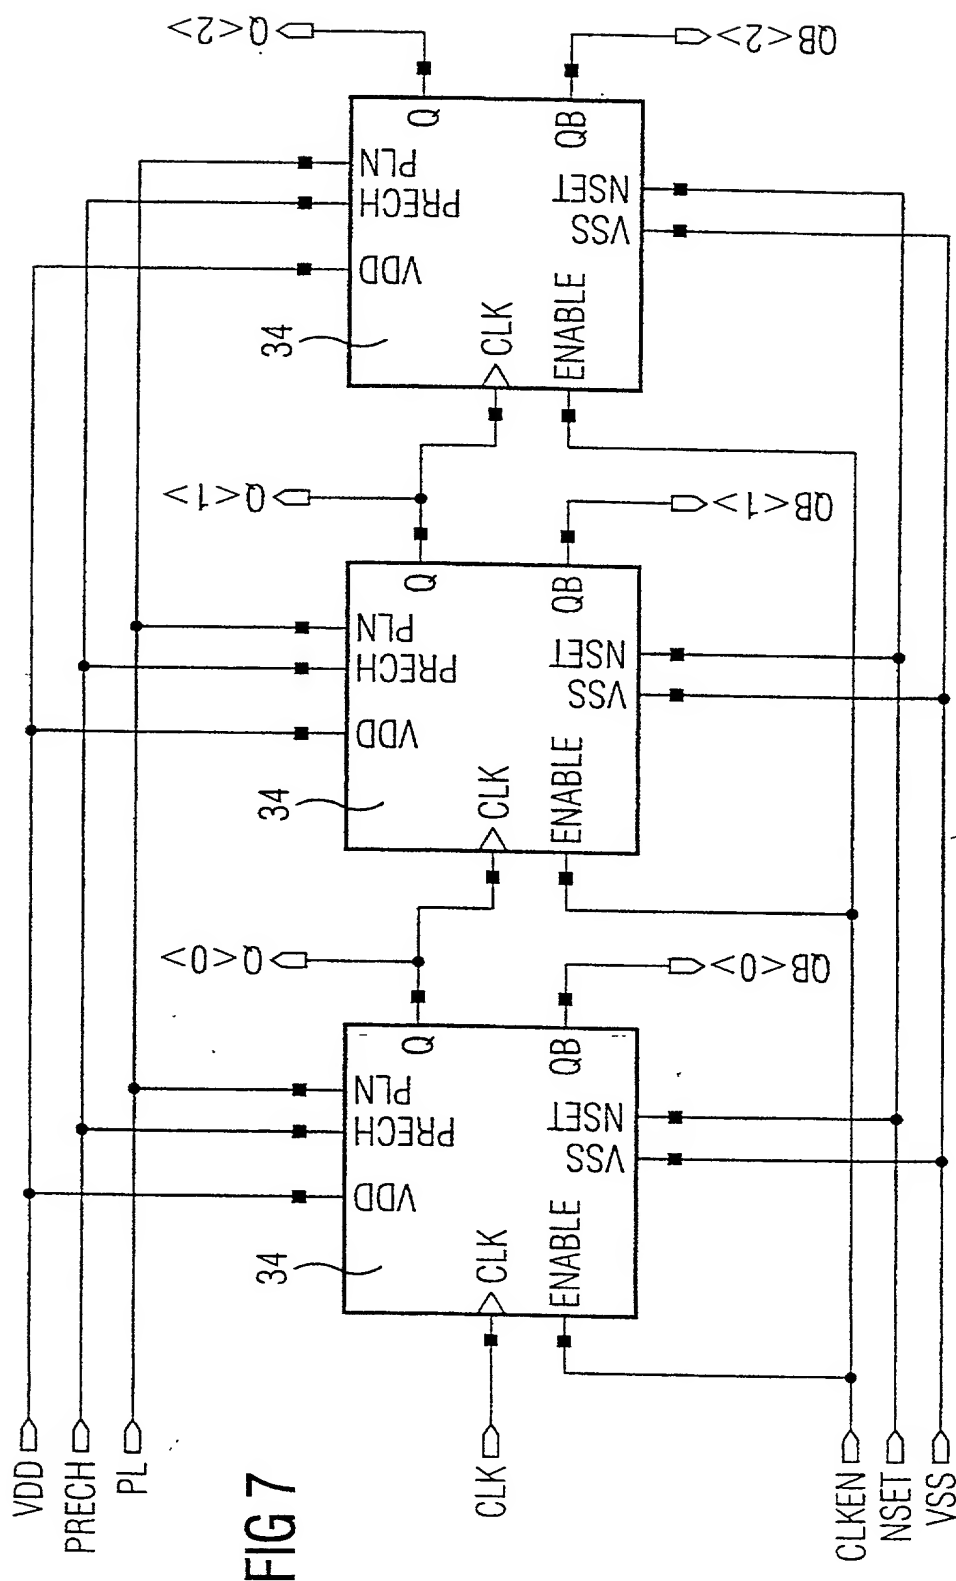 VDD
PRECH
PL
CLK
CLKEN
NSET
VSS
FIG 7
34
VDD
PRECH
PLN
Q
CLK
ENABLE
VSS
NSET
QB
Q<0>
QB<0>
34
VDD
PRECH
PLN
Q
CLK
ENABLE
VSS
NSET
QB
Q<1>
QB<1>
34
VDD
PRECH
PLN
Q
CLK
ENABLE
VSS
NSET
QB
Q<2>
QB<2>